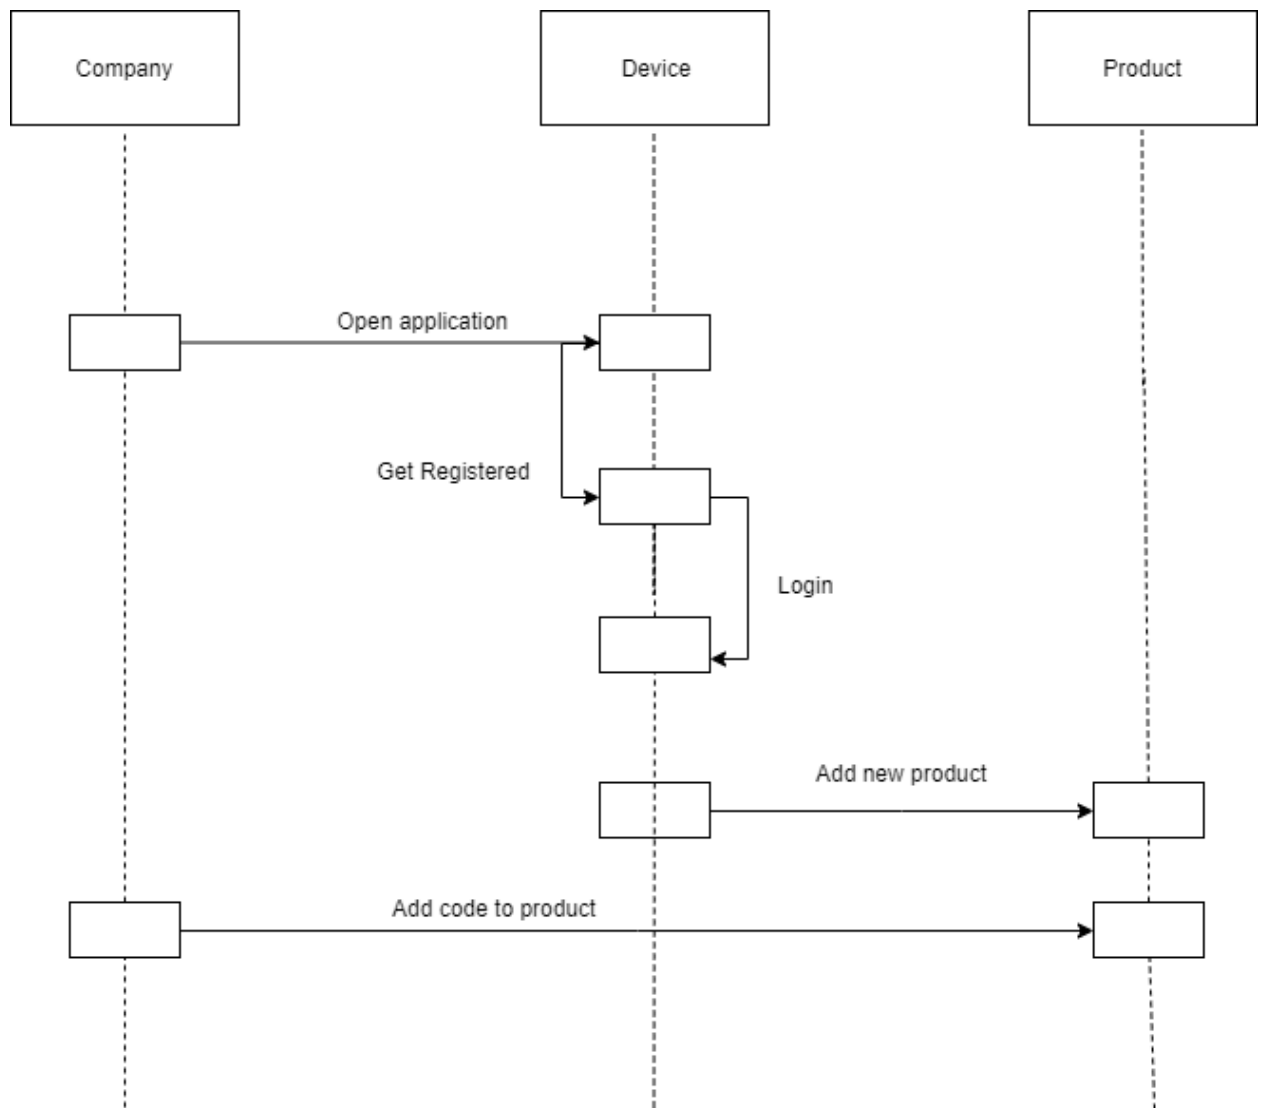 Company
Device
Product
Open application
Get Registered
Login
Add new product
Add code to product